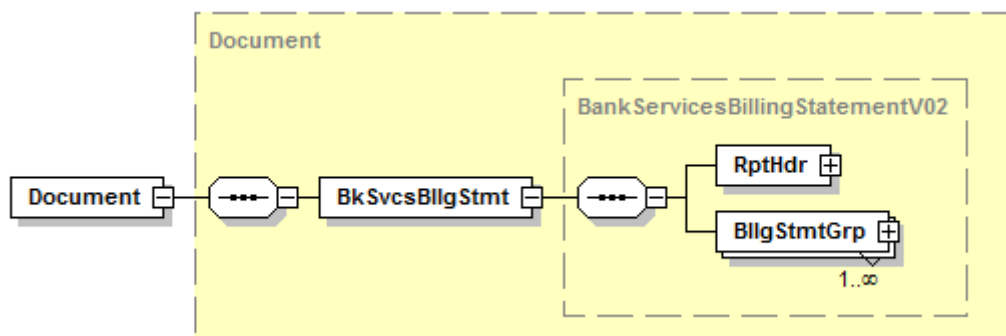 Document
BankServicesBillingStatementV02
RptHdr
Document
BkSvcsBllgStmt
BllgStmtGrp
1..∞